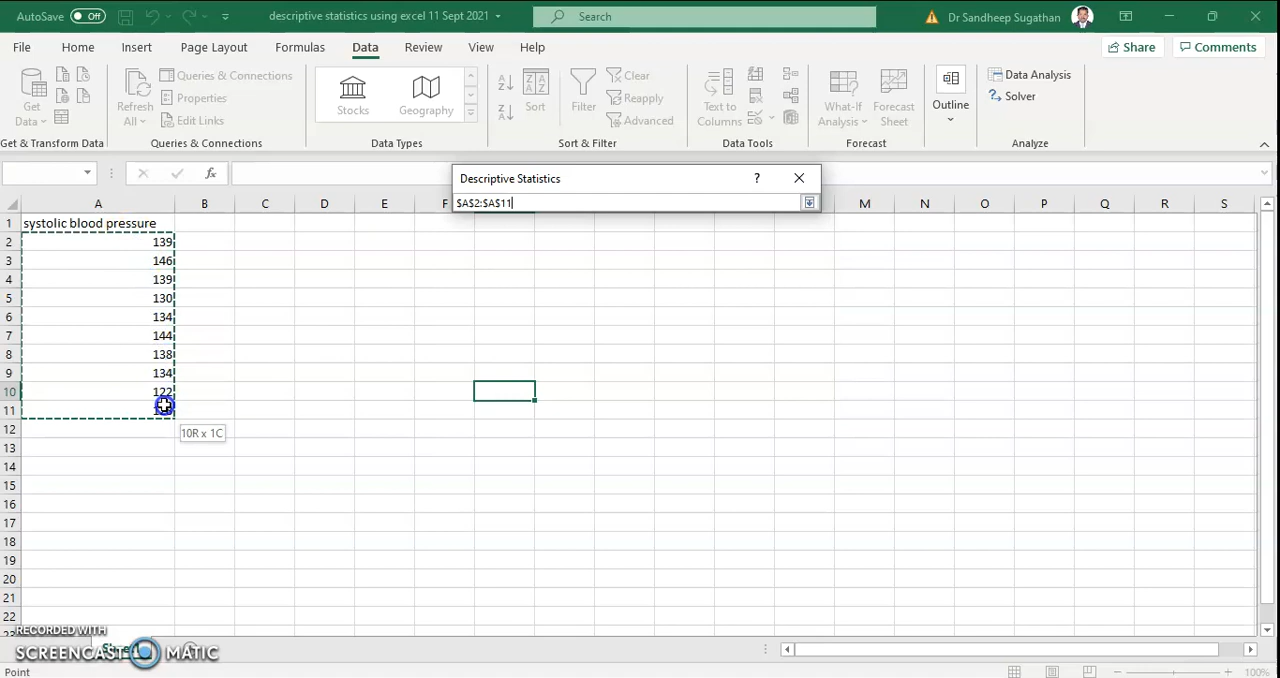 AutoSave Off descriptive statistics using excel 11 Sept 2021 Search Dr Sandheep Sugathan
File Home Insert Page Layout Formulas Data Review View Help Share Comments
Get Data
Refresh All
Queries & Connections
Properties
Edit Links
Stocks
Geography
Sort
Filter
Clear
Reapply
Advanced
Text to Columns
What-If Analysis
Forecast Sheet
Outline
Data Analysis
Solver
Get & Transform Data Queries & Connections Data Types Sort & Filter Data Tools Forecast Analyze
fx
Descriptive Statistics ?
$A$2:$A$11
A B C D E F M N O P Q R S
1 systolic blood pressure
2 139
3 146
4 139
5 130
6 134
7 144
8 138
9 134
10 122
11
12
10R x 1C
13
14
15
16
17
18
19
20
21
22
RECORDED WITH
SCREENCAST MATIC
Point 100%